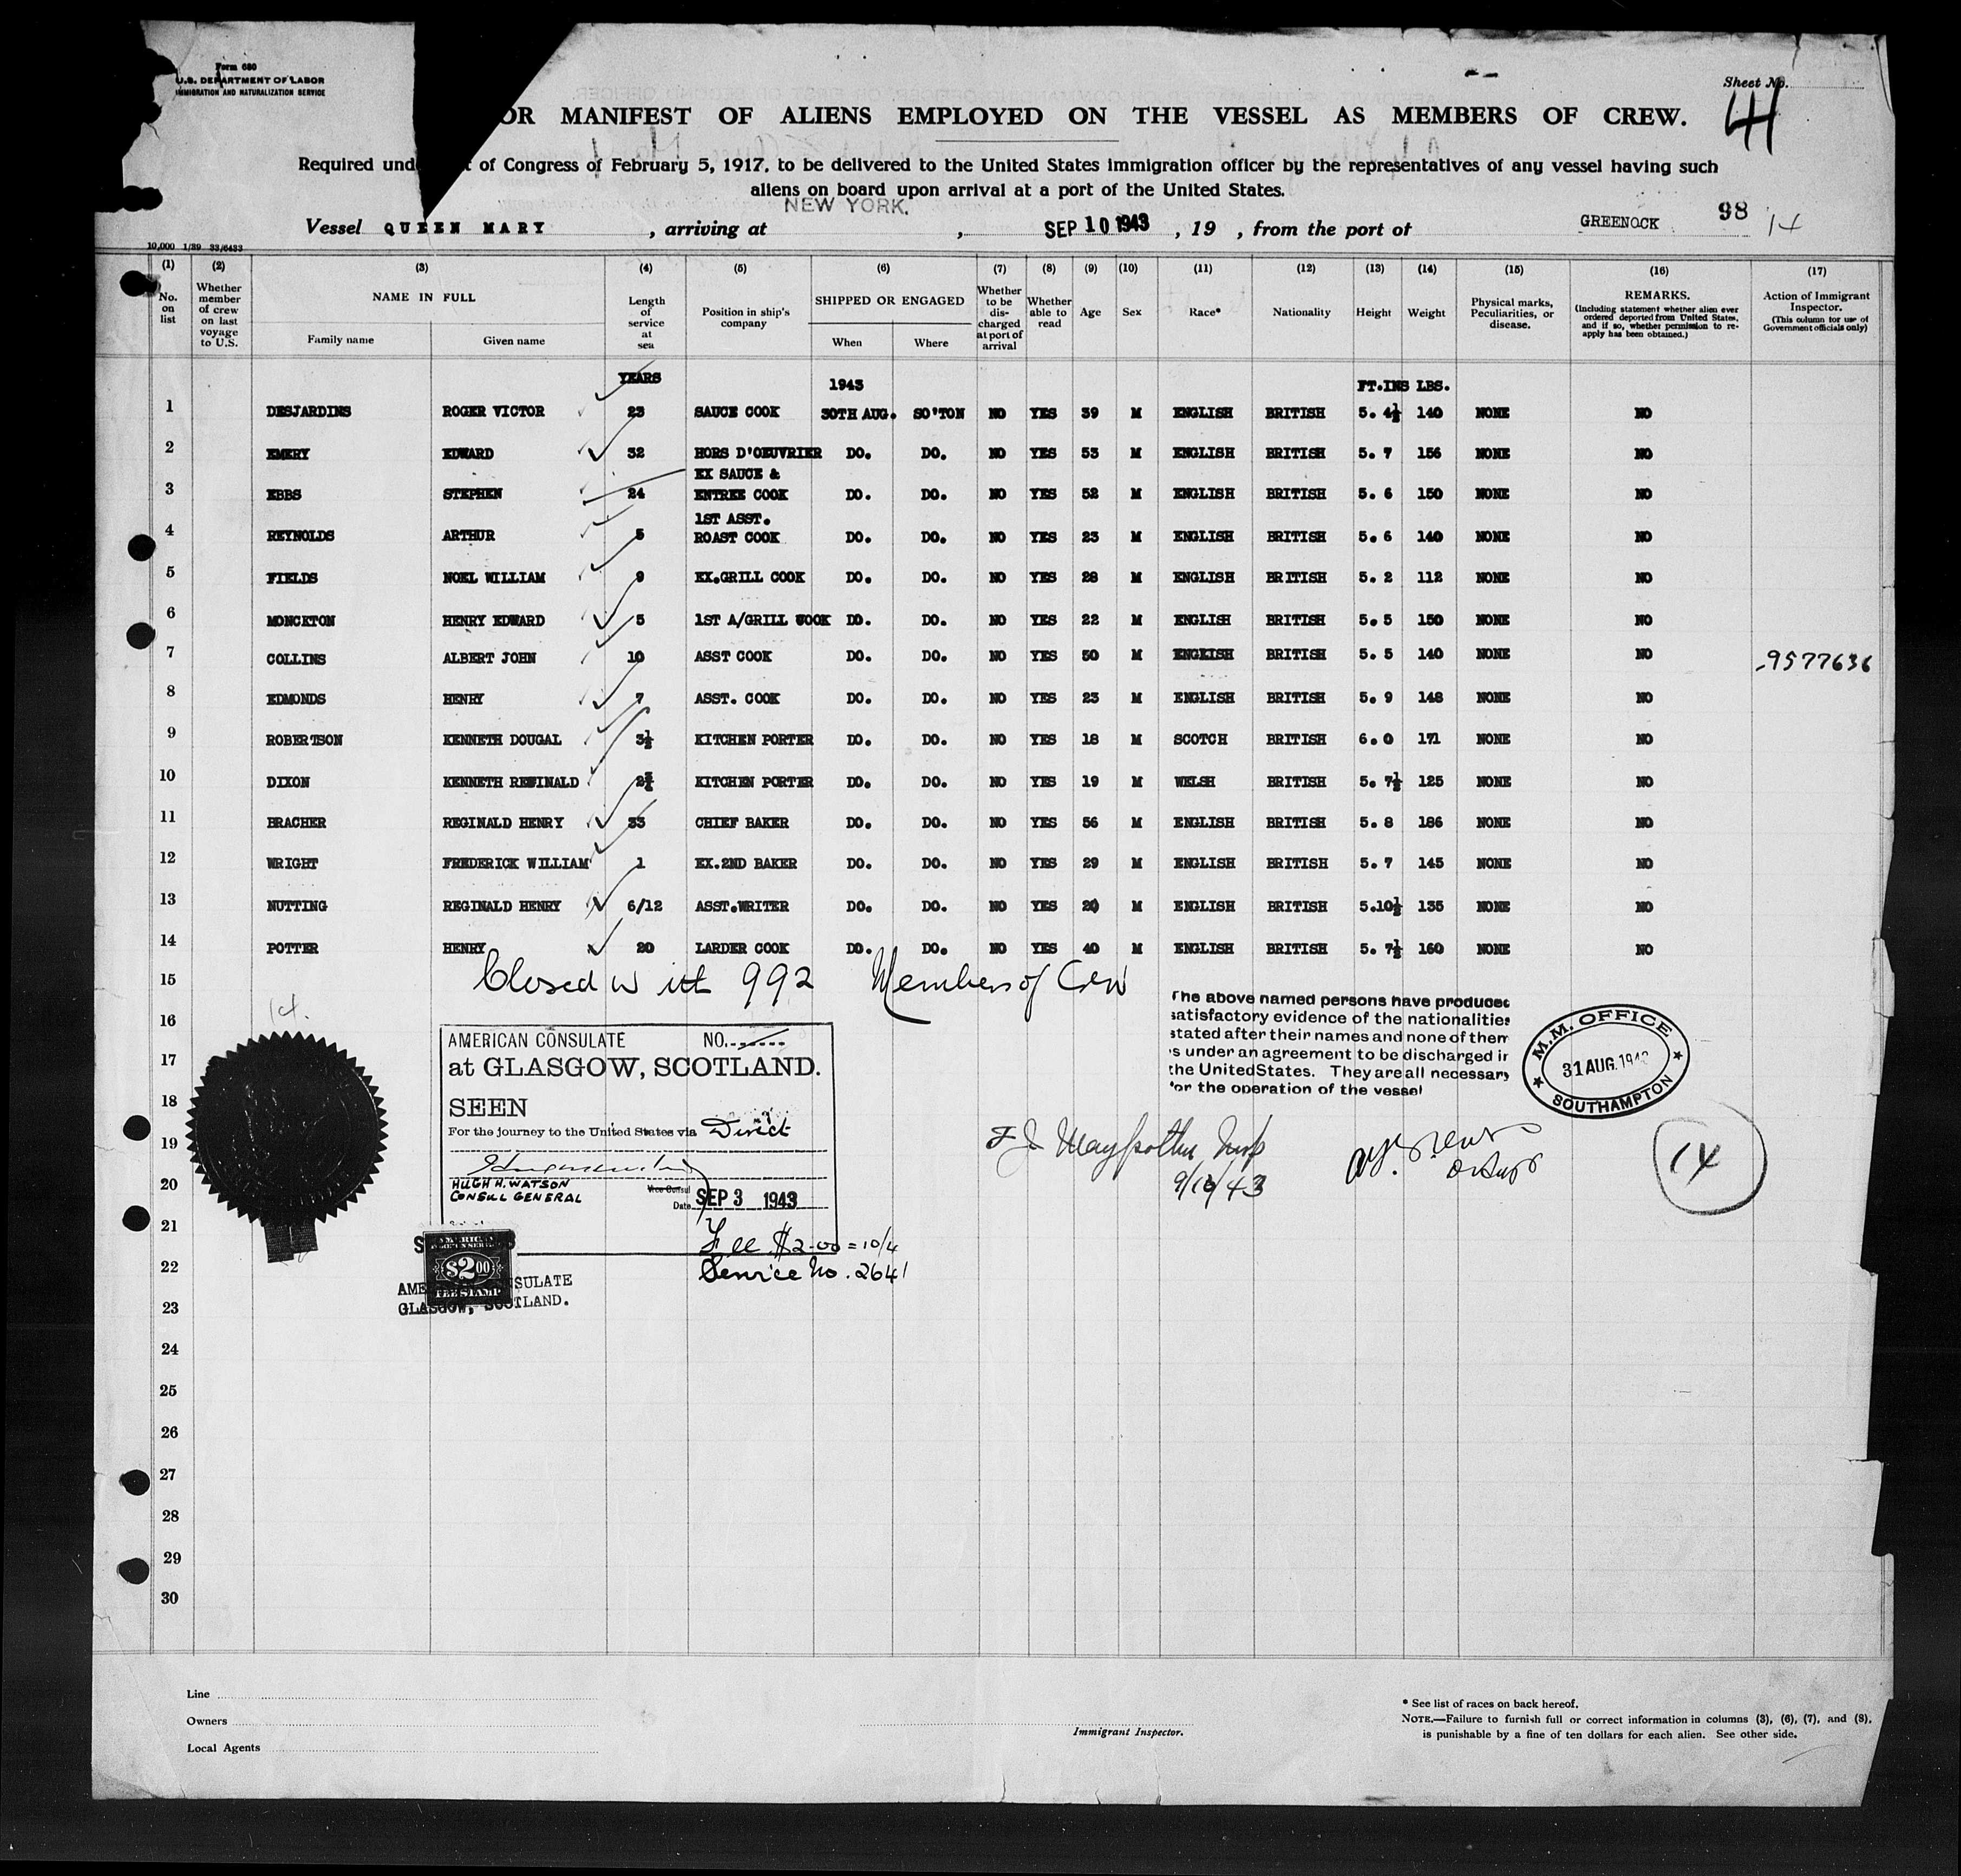 Form 680
U.S. DEPARTMENT OF LABOR
IMMIGRATION AND NATURALIZATION SERVICE
Sheet No.
44
OR MANIFEST OF ALIENS EMPLOYED ON THE VESSEL AS MEMBERS OF CREW.
Required und t of Congress of February 5, 1917, to be delivered to the United States immigration officer by the representatives of any vessel having such
aliens on board upon arrival at a port of the United States.
Vessel QUEEN MARY , arriving at NEW YORK. , SEP 10 1943 , 19 , from the port of GREENOCK 98 14
10,000 1/39 33/6433
(1) (2) (3) (4) (5) (6) (7) (8) (9) (10) (11) (12) (13) (14) (15) (16) (17)
No. on list
Whether member of crew on last voyage to U.S.
NAME IN FULL
Family name Given name
Length of service at sea
Position in ship's company
SHIPPED OR ENGAGED
When Where
Whether to be discharged at port of arrival
Whether able to read
Age
Sex
Race*
Nationality
Height
Weight
Physical marks, Peculiarities, or disease.
REMARKS. (Including statement whether alien ever ordered deported from United States, and if so, whether permission to re-apply has been obtained.)
Action of Immigrant Inspector. (This column for use of Government officials only)
YEARS 1943 FT.INS LBS.
1 DESJARDINS ROGER VICTOR 23 SAUCE COOK 30TH AUG. SO'TON NO YES 39 M ENGLISH BRITISH 5. 4½ 140 NONE NO
2 EMERY EDWARD 32 HORS D'OEUVRIER DO. DO. NO YES 53 M ENGLISH BRITISH 5. 7 156 NONE NO
EX SAUCE &
3 EBBS STEPHEN 24 ENTREE COOK DO. DO. NO YES 52 M ENGLISH BRITISH 5. 6 150 NONE NO
1ST ASST.
4 REYNOLDS ARTHUR 5 ROAST COOK DO. DO. NO YES 23 M ENGLISH BRITISH 5. 6 140 NONE NO
5 FIELDS NOEL WILLIAM 9 EX.GRILL COOK DO. DO. NO YES 28 M ENGLISH BRITISH 5. 2 112 NONE NO
6 MONCKTON HENRY EDWARD 5 1ST A/GRILL COOK DO. DO. NO YES 22 M ENGLISH BRITISH 5. 5 150 NONE NO
7 COLLINS ALBERT JOHN 10 ASST COOK DO. DO. NO YES 50 M ENGLISH BRITISH 5. 5 140 NONE NO 9577636
8 EDMONDS HENRY 7 ASST. COOK DO. DO. NO YES 23 M ENGLISH BRITISH 5. 9 148 NONE NO
9 ROBERTSON KENNETH DOUGAL 3½ KITCHEN PORTER DO. DO. NO YES 18 M SCOTCH BRITISH 6. 0 171 NONE NO
10 DIXON KENNETH REGINALD KITCHEN PORTER DO. DO. NO YES 19 M WELSH BRITISH 5. 7½ 125 NONE NO
11 BRACHER REGINALD HENRY 33 CHIEF BAKER DO. DO. NO YES 56 M ENGLISH BRITISH 5. 8 186 NONE NO
12 WRIGHT FREDERICK WILLIAM 1 EX.2ND BAKER DO. DO. NO YES 29 M ENGLISH BRITISH 5. 7 145 NONE NO
13 NUTTING REGINALD HENRY 6/12 ASST.WRITER DO. DO. NO YES 20 M ENGLISH BRITISH 5.10½ 135 NONE NO
14 POTTER HENRY 20 LARDER COOK DO. DO. NO YES 40 M ENGLISH BRITISH 5. 7½ 160 NONE NO
15 Closed with 992 Members of Crew
16
17
18
19
20
21
22
23
24
25
26
27
28
29
30
AMERICAN CONSULATE NO.
at GLASGOW, SCOTLAND.
SEEN
For the journey to the United States via Direct
HUGH H. WATSON
CONSUL GENERAL
Vice Consul
Date SEP 3 1943
Fee $2.00 = 10/4
Service No. 2641
AMERICAN
FOREIGN SERVICE
$2.00
FEE STAMP
AMERICAN CONSULATE
GLASGOW, SCOTLAND.
The above named persons have produced
satisfactory evidence of the nationalities
stated after their names and none of them
is under an agreement to be discharged in
the United States. They are all necessary
for the operation of the vessel
M.M. OFFICE
31 AUG. 1943
SOUTHAMPTON
9/10/43
14
Line
Owners
Local Agents
Immigrant Inspector.
* See list of races on back hereof.
NOTE.—Failure to furnish full or correct information in columns (3), (6), (7), and (8),
is punishable by a fine of ten dollars for each alien. See other side.